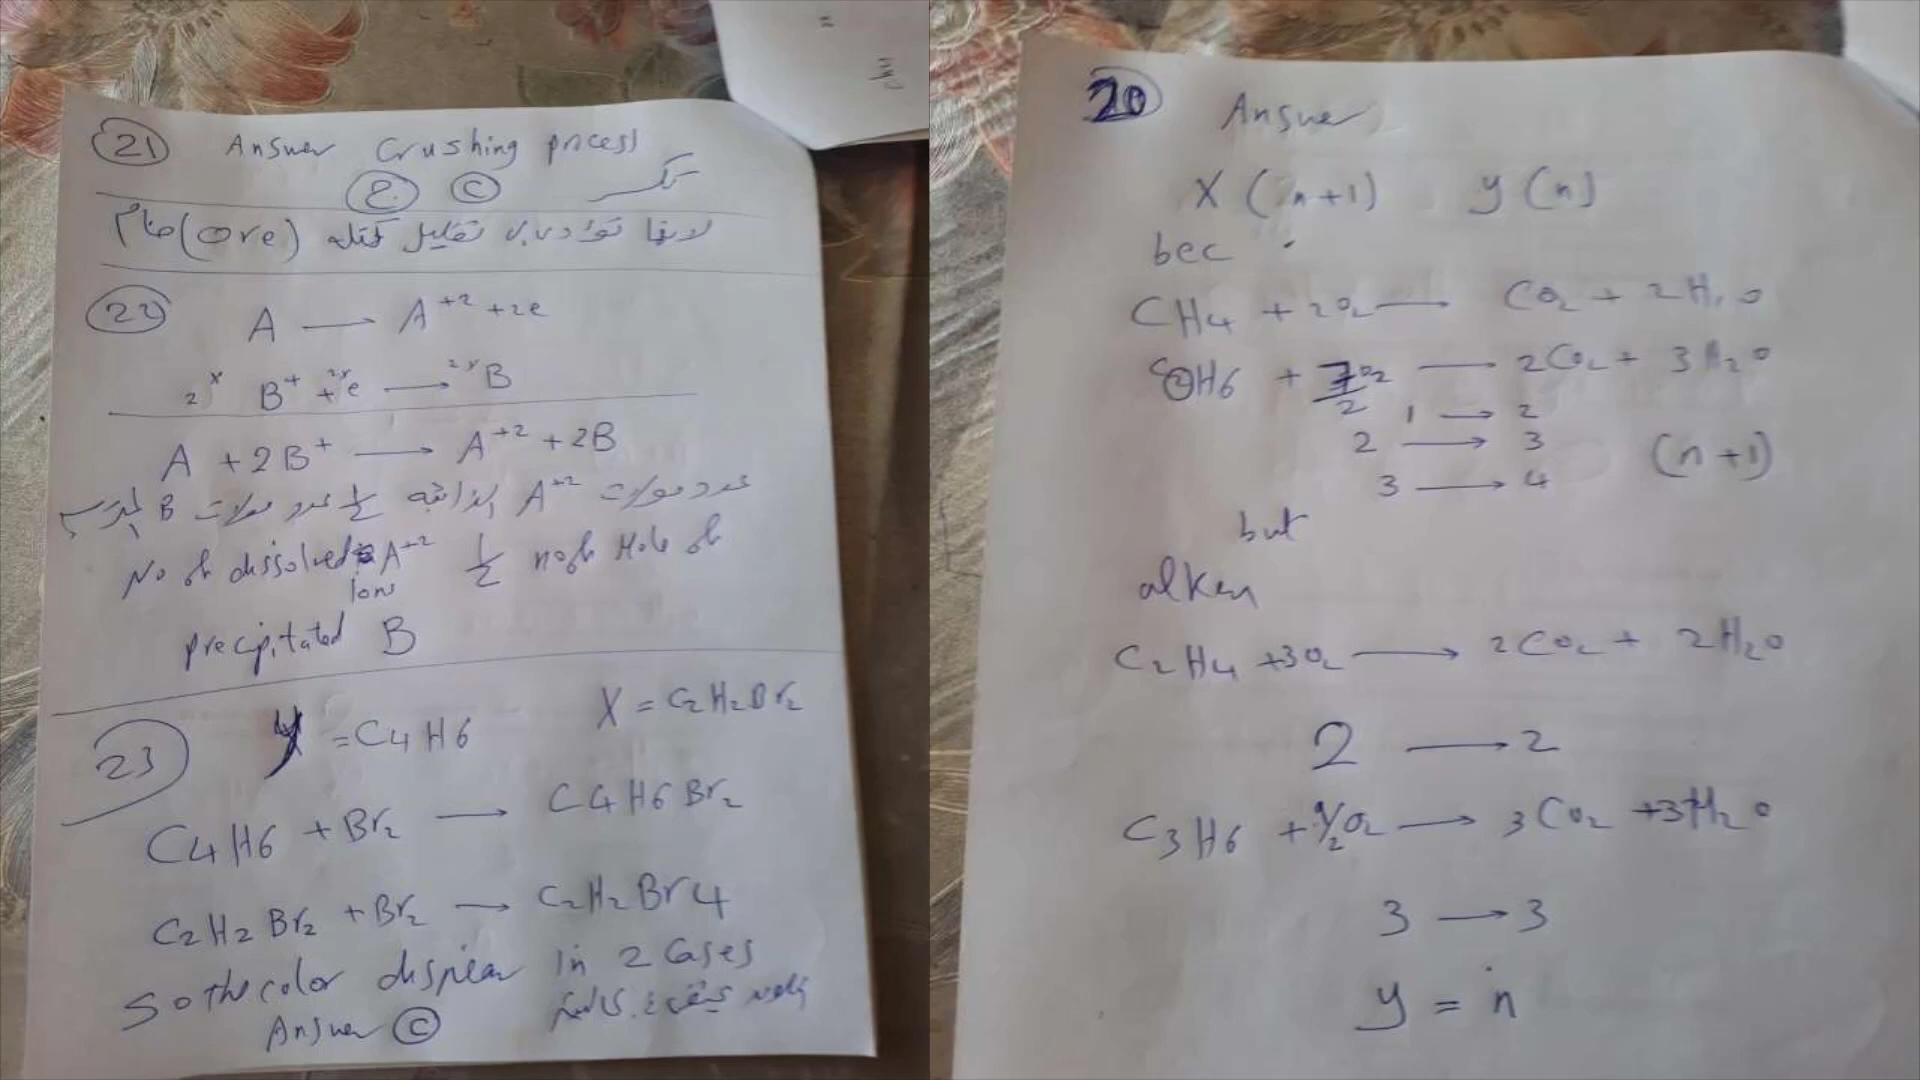 21 Answer Crushing process
تكسير
C C
لانها تؤدي تقليل كتله (ore) خام
22
A → A+2 + 2e
2x B+ + 2xe → 2xB
A + 2B+ → A+2 + 2B
عدد مولات A+2 الذائبه 1/2 عدد مولات B
No of dissolved A+2 1/2 no of Mole of
Ions
precipitated B
23 y = C4H6 X = C2H2Br2
C4H6 + Br2 → C4H6Br2
C2H2Br2 + Br2 → C2H2Br4
So the color dispear in 2 Cases
Answer C
=
20 Answer
X (n+1) y (n)
bec
CH4 + 2O2 — CO2 + 2H2O
C2H6 + 7/2 O2 — 2CO2 + 3H2O
1 → 2
2 → 3 (n+1)
3 → 4
but
alken
C2H4 + 3O2 → 2CO2 + 2H2O
2 → 2
C3H6 + 9/2 O2 → 3CO2 + 3H2O
3 → 3
y = n